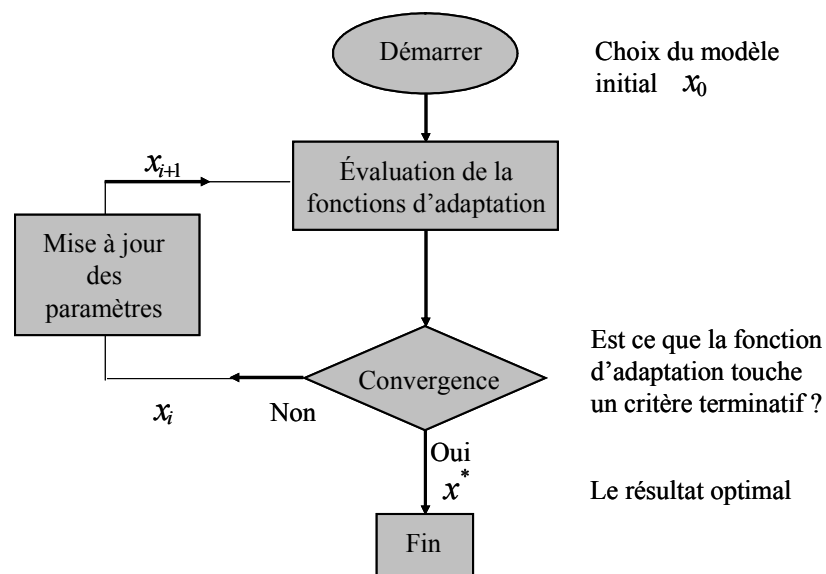 Démarrer
Choix du modèle
initial x₀
xᵢ₊₁
Évaluation de la
fonctions d’adaptation
Mise à jour
des
paramètres
Est ce que la fonction
d’adaptation touche
un critère terminatif ?
Convergence
xᵢ
Non
Oui
x*
Le résultat optimal
Fin